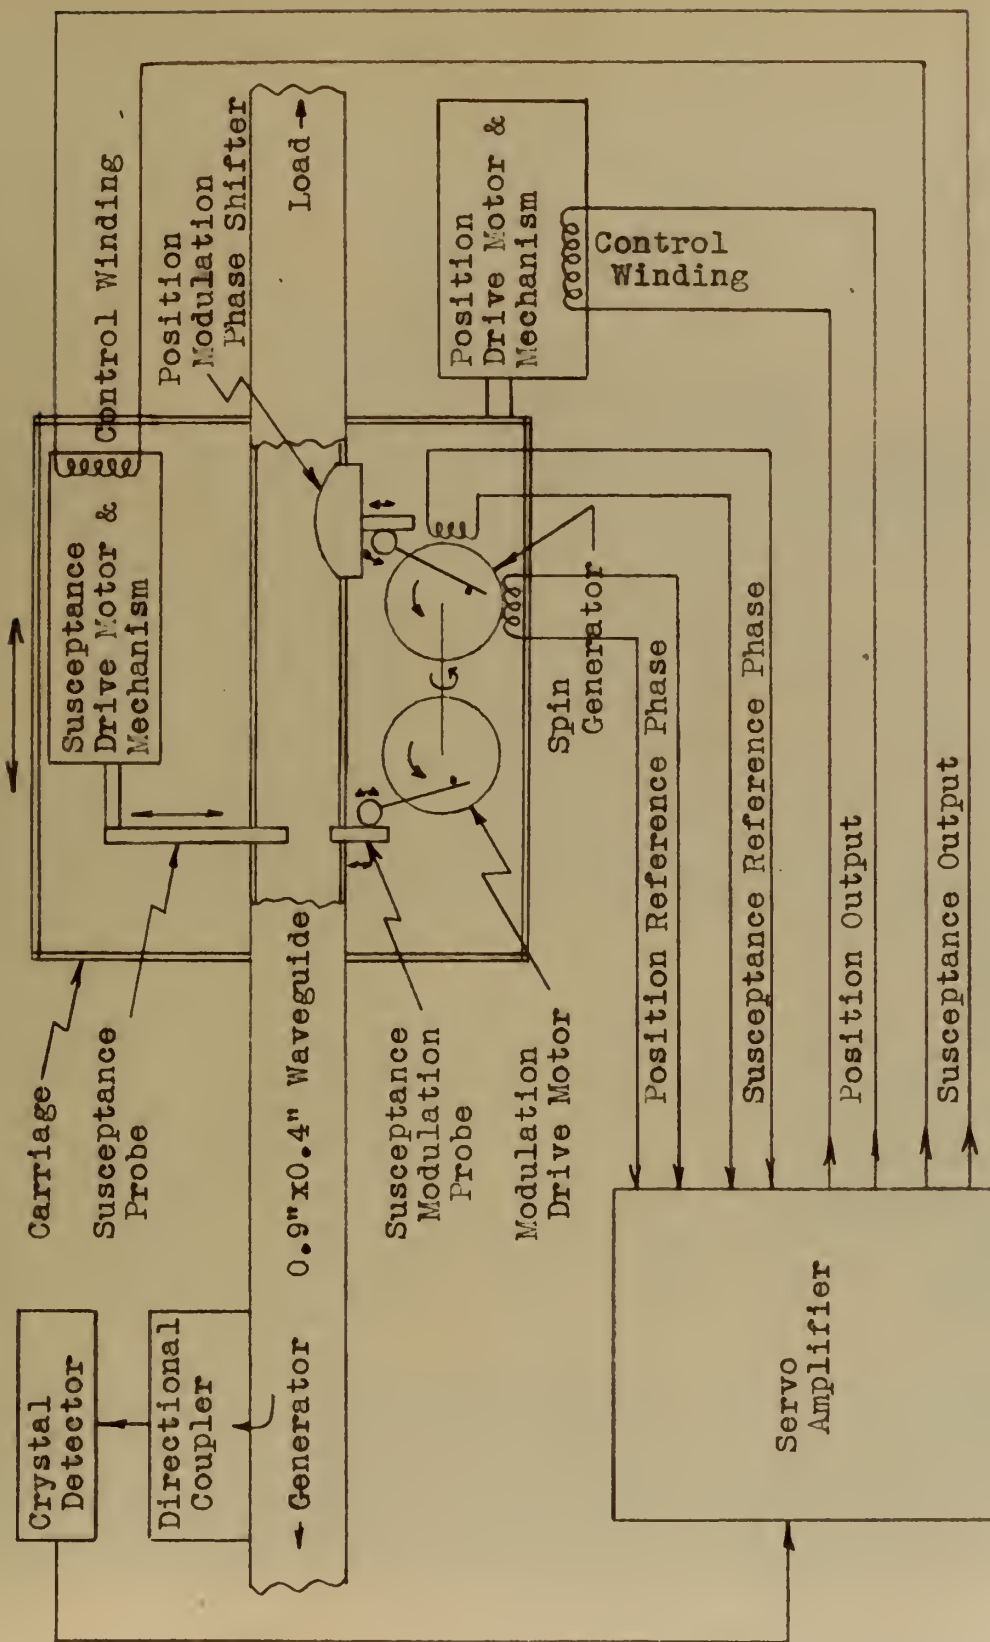 Crystal
Detector
Directional
Coupler
Carriage
Susceptance
Probe
Susceptance
Drive Motor &
Mechanism
Control Winding
Position
Modulation
Phase Shifter
Generator
0.9"x0.4" Waveguide
Load
Susceptance
Modulation
Probe
Modulation
Drive Motor
Spin
Generator
Position
Drive Motor &
Mechanism
Control
Winding
Position Reference Phase
Susceptance Reference Phase
Position Output
Susceptance Output
Servo
Amplifier